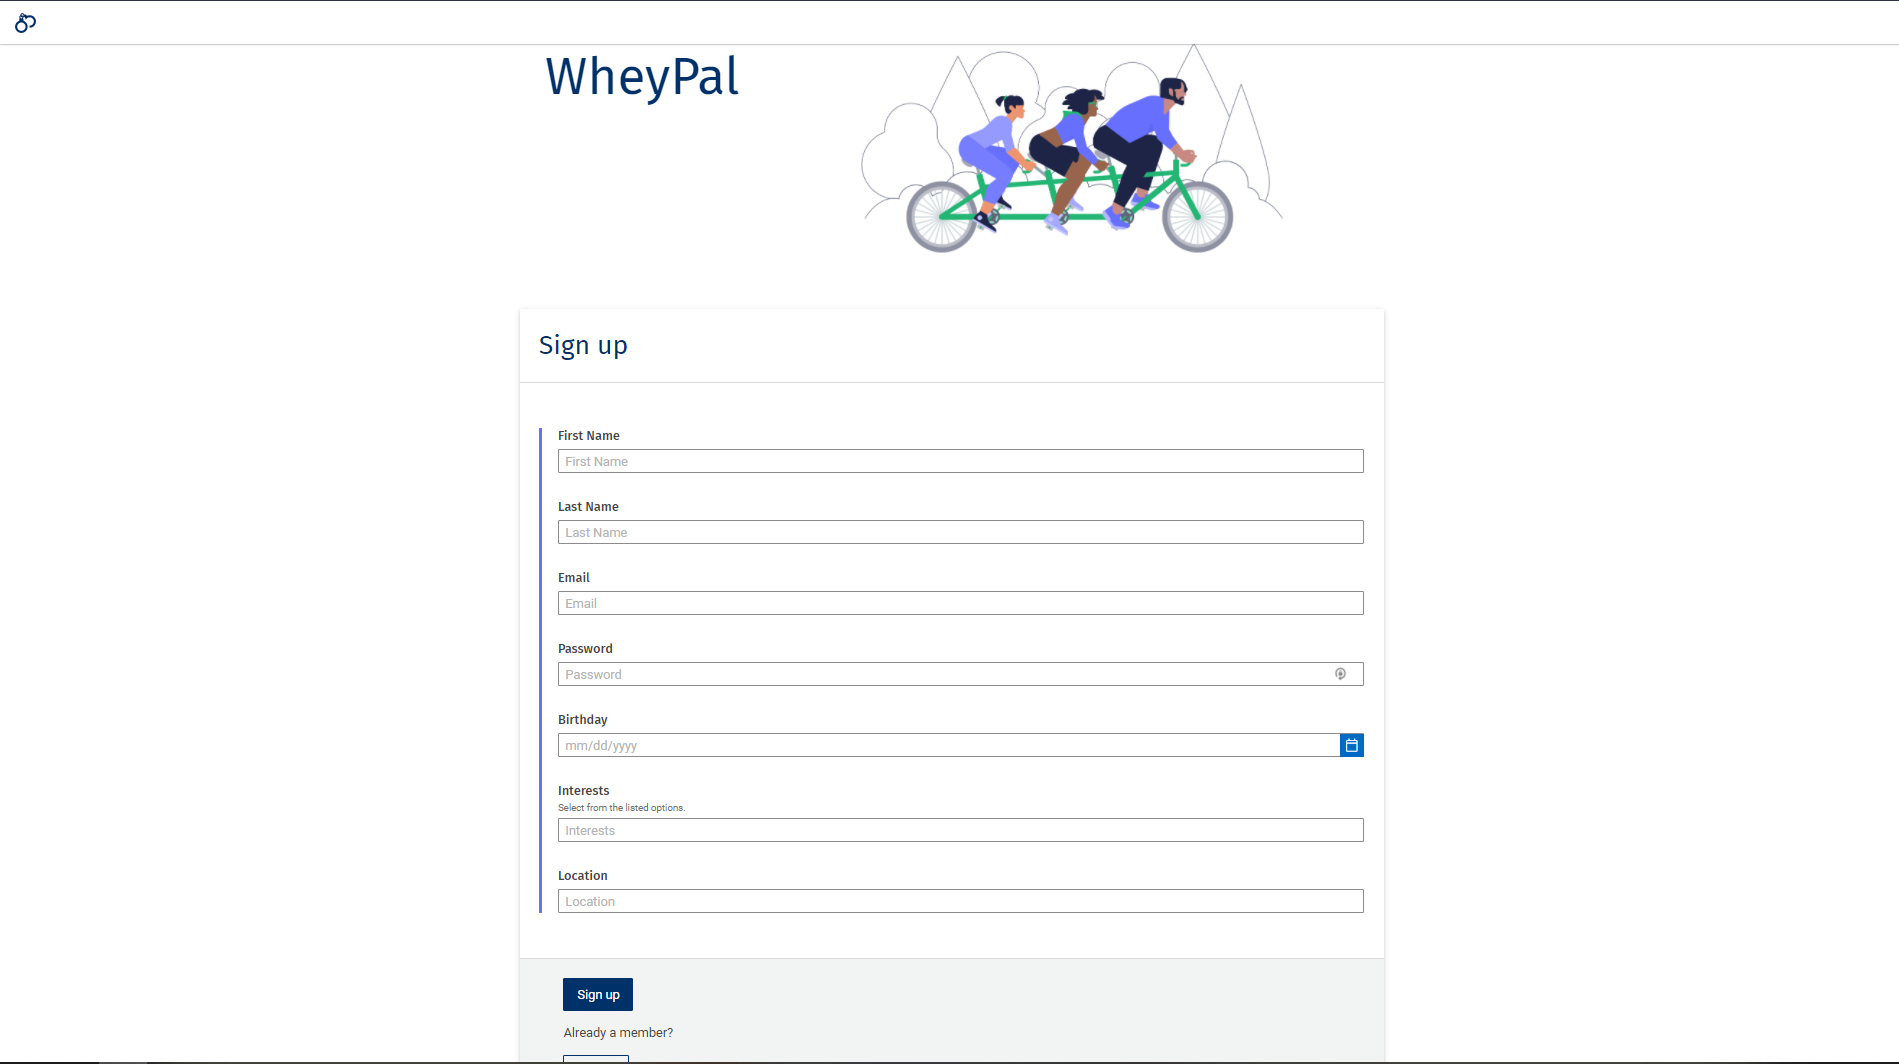 WheyPal
Sign up
First Name
First Name
Last Name
Last Name
Email
Email
Password
Password
Birthday
mm/dd/yyyy
Interests
Select from the listed options.
Interests
Location
Location
Sign up
Already a member?